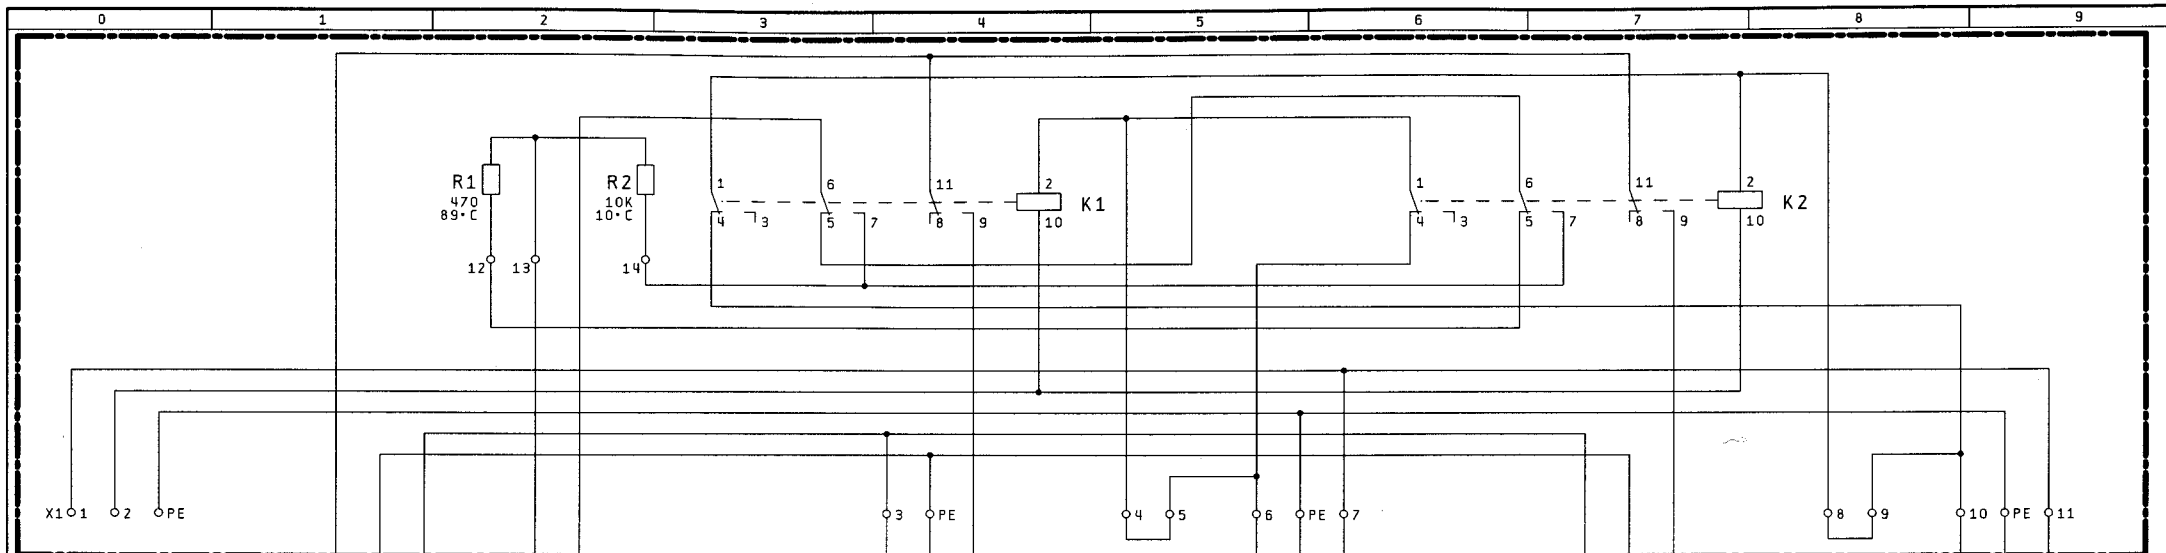 0 1 2 3 4 5 6 7 8 9
1 6 11 2 1 6 11 2
R1 R2 K1 K2
470 10K
89°C 10°C
4 3 5 7 8 9 10 4 3 5 7 8 9 10
12 13 14
X1 1 2 PE 3 PE 4 5 6 PE 7 8 9 10 PE 11